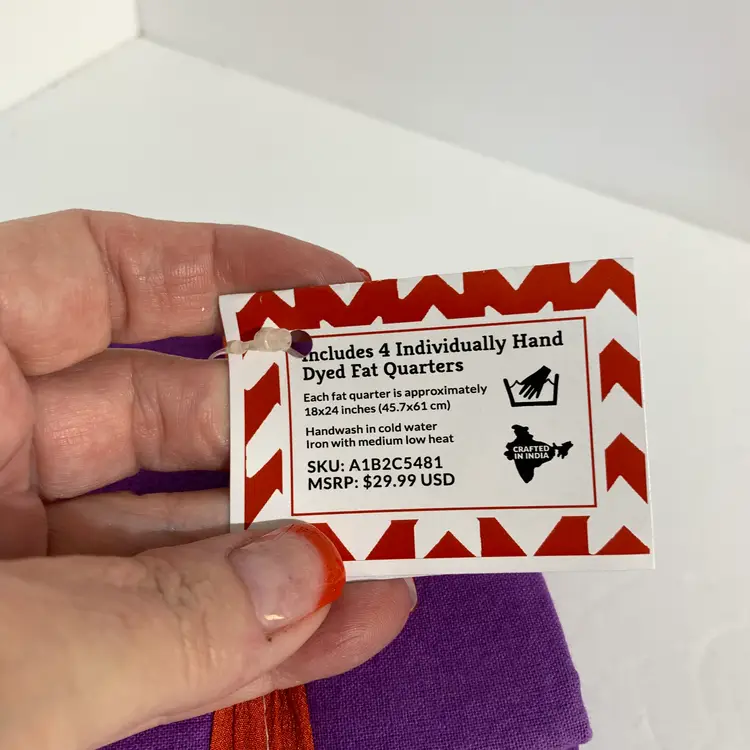 Includes 4 Individually Hand
Dyed Fat Quarters
Each fat quarter is approximately
18x24 inches (45.7x61 cm)
Handwash in cold water
Iron with medium low heat
SKU: A1B2C5481
MSRP: $29.99 USD
CRAFTED
IN INDIA